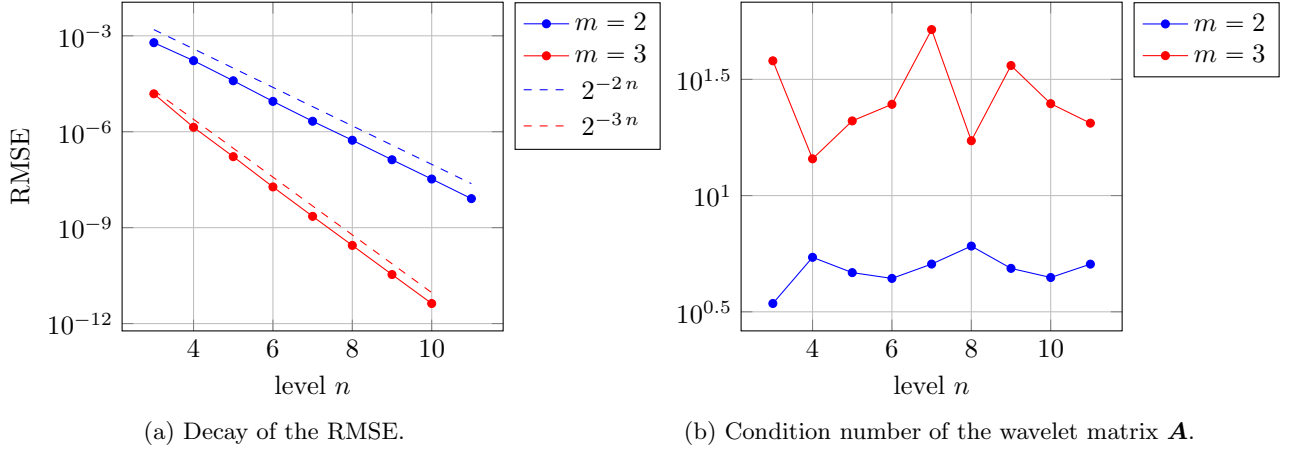 10^{-3}
10^{-6}
10^{-9}
10^{-12}
RMSE
4 6 8 10
level n
m = 2
m = 3
2^{-2 n}
2^{-3 n}
(a) Decay of the RMSE.
10^{1.5}
10^{1}
10^{0.5}
4 6 8 10
level n
m = 2
m = 3
(b) Condition number of the wavelet matrix A.